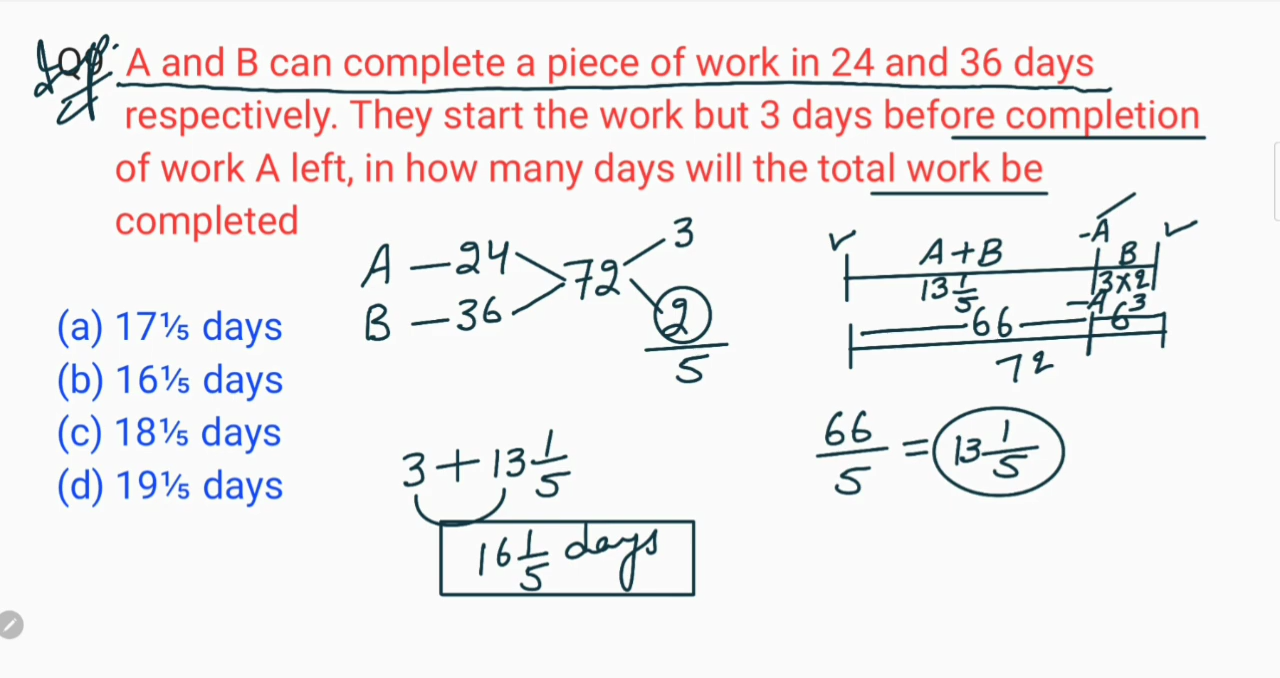 A and B can complete a piece of work in 24 and 36 days
respectively. They start the work but 3 days before completion
of work A left, in how many days will the total work be
completed
(a) 17⅕ days
(b) 16⅕ days
(c) 18⅕ days
(d) 19⅕ days
A – 24
B – 36
72
3
2
5
3 + 13 1/5
16 1/5 days
A+B
-A
B
13 1/5
3×2
-A
3
66
6
72
66/5 = 13 1/5